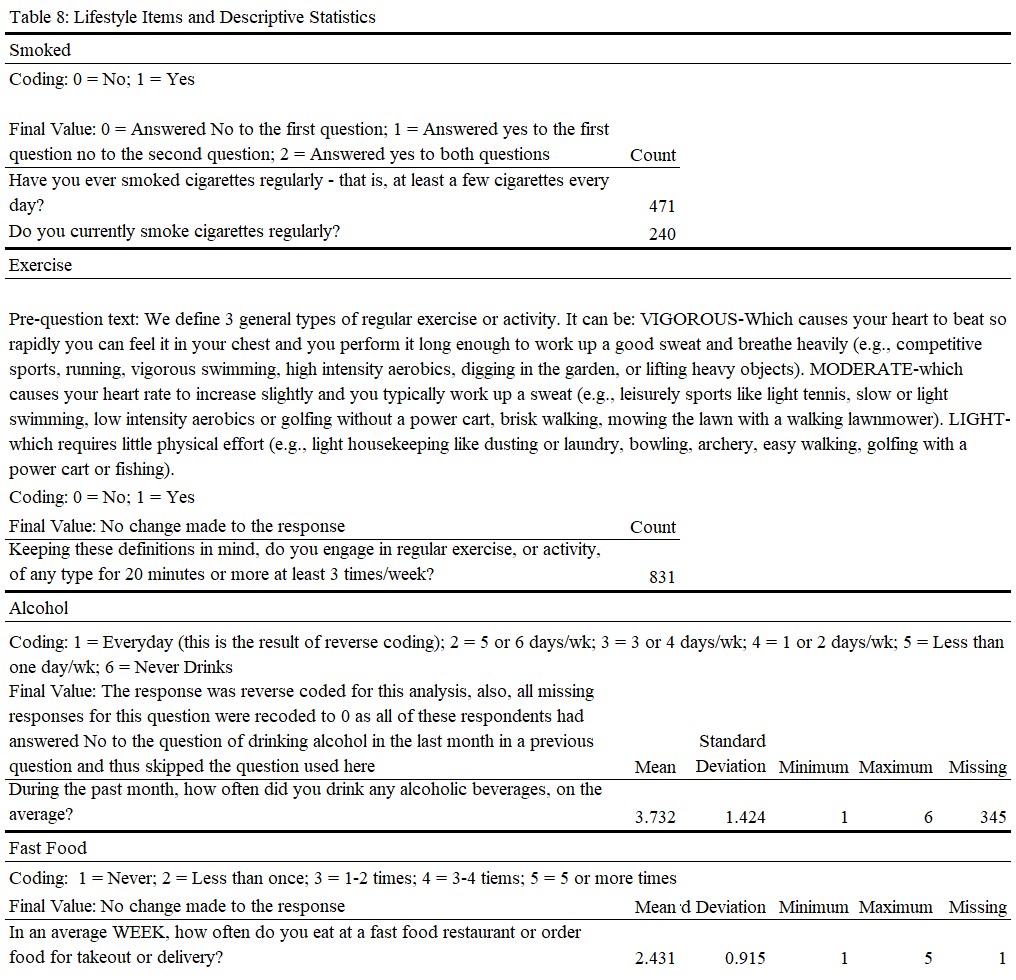 Table 8: Lifestyle Items and Descriptive Statistics
Smoked
Coding: 0 = No; 1 = Yes
Final Value: 0 = Answered No to the first question; 1 = Answered yes to the first
question no to the second question; 2 = Answered yes to both questions Count
Have you ever smoked cigarettes regularly - that is, at least a few cigarettes every
day? 471
Do you currently smoke cigarettes regularly? 240
Exercise
Pre-question text: We define 3 general types of regular exercise or activity. It can be: VIGOROUS-Which causes your heart to beat so
rapidly you can feel it in your chest and you perform it long enough to work up a good sweat and breathe heavily (e.g., competitive
sports, running, vigorous swimming, high intensity aerobics, digging in the garden, or lifting heavy objects). MODERATE-which
causes your heart rate to increase slightly and you typically work up a sweat (e.g., leisurely sports like light tennis, slow or light
swimming, low intensity aerobics or golfing without a power cart, brisk walking, mowing the lawn with a walking lawnmower). LIGHT-
which requires little physical effort (e.g., light housekeeping like dusting or laundry, bowling, archery, easy walking, golfing with a
power cart or fishing).
Coding: 0 = No; 1 = Yes
Final Value: No change made to the response Count
Keeping these definitions in mind, do you engage in regular exercise, or activity,
of any type for 20 minutes or more at least 3 times/week? 831
Alcohol
Coding: 1 = Everyday (this is the result of reverse coding); 2 = 5 or 6 days/wk; 3 = 3 or 4 days/wk; 4 = 1 or 2 days/wk; 5 = Less than
one day/wk; 6 = Never Drinks
Final Value: The response was reverse coded for this analysis, also, all missing
responses for this question were recoded to 0 as all of these respondents had
answered No to the question of drinking alcohol in the last month in a previous Standard
question and thus skipped the question used here Mean Deviation Minimum Maximum Missing
During the past month, how often did you drink any alcoholic beverages, on the
average? 3.732 1.424 1 6 345
Fast Food
Coding: 1 = Never; 2 = Less than once; 3 = 1-2 times; 4 = 3-4 tiems; 5 = 5 or more times
Final Value: No change made to the response Mean d Deviation Minimum Maximum Missing
In an average WEEK, how often do you eat at a fast food restaurant or order
food for takeout or delivery? 2.431 0.915 1 5 1